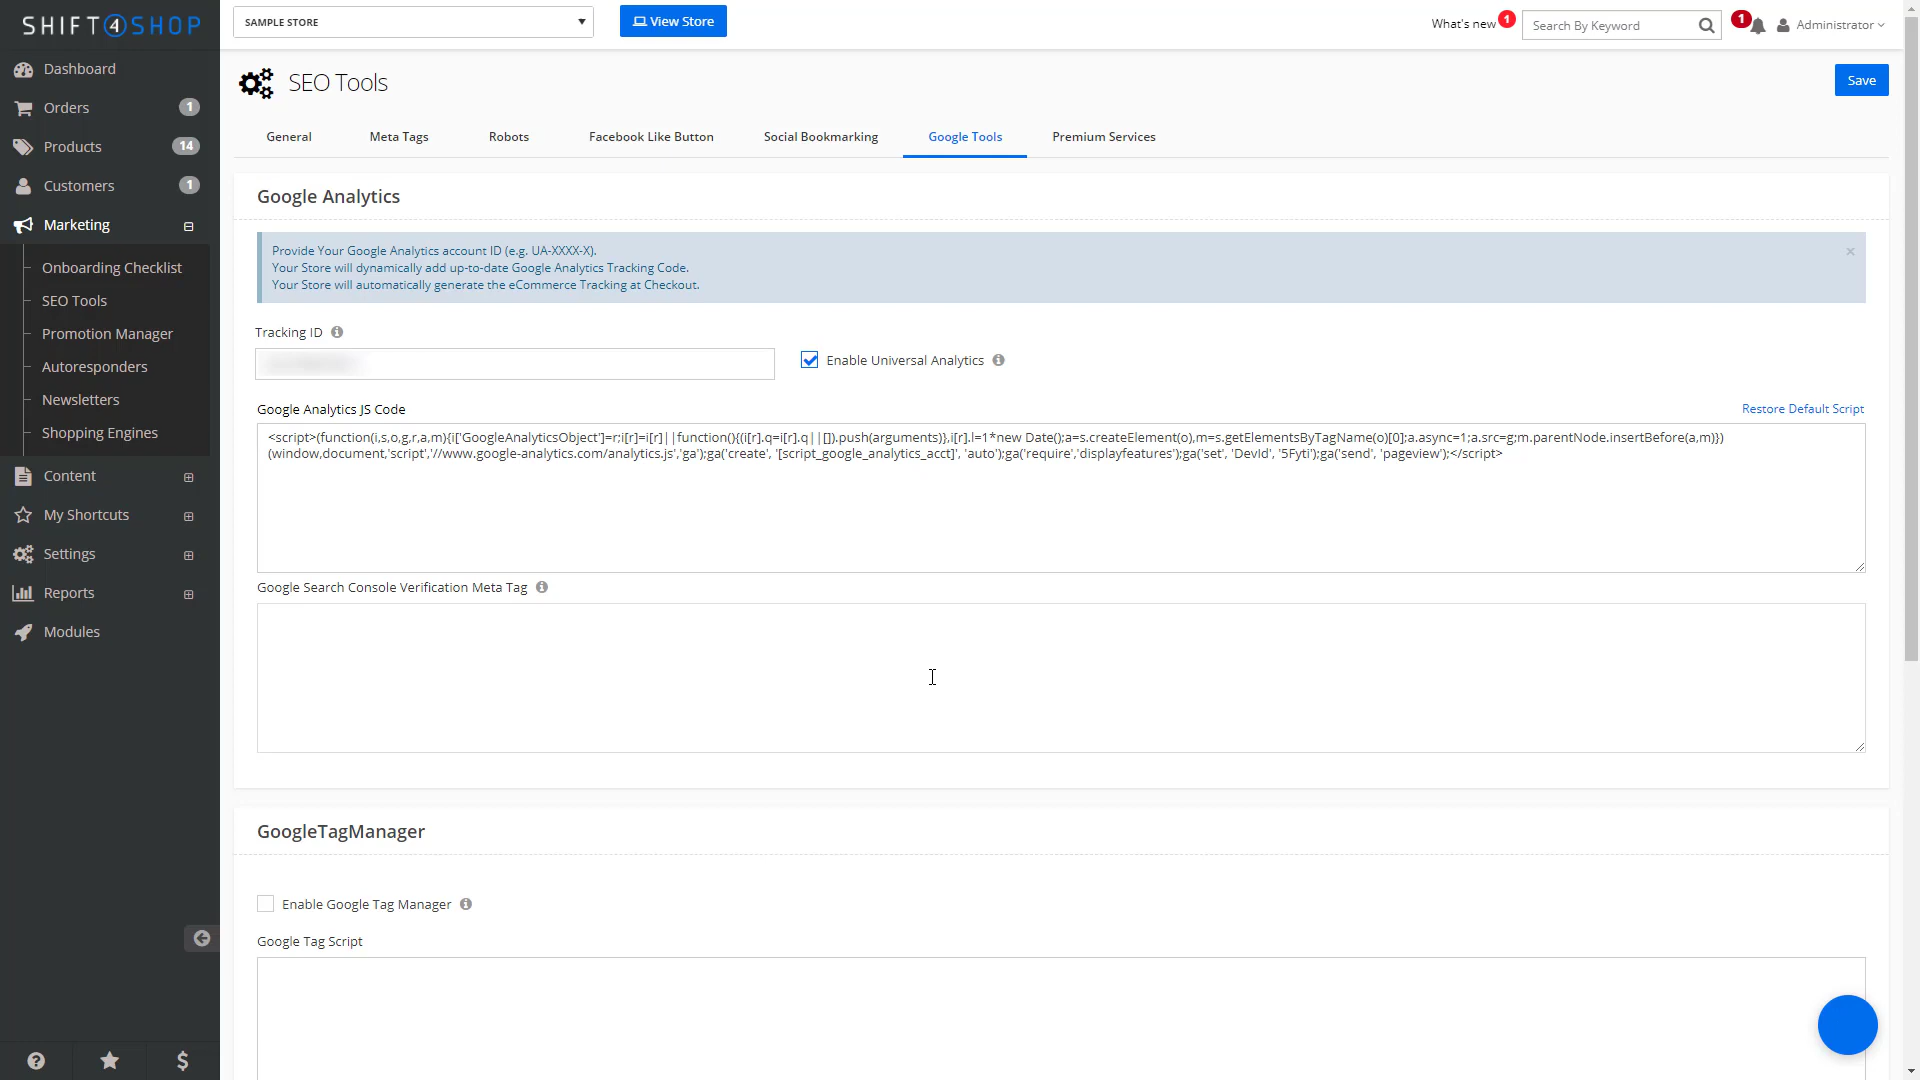 SHIFT4SHOP
SAMPLE STORE
View Store
What's new
1
Search By Keyword
1
Administrator
Dashboard
Orders
1
Products
14
Customers
1
Marketing
Onboarding Checklist
SEO Tools
Promotion Manager
Autoresponders
Newsletters
Shopping Engines
Content
My Shortcuts
Settings
Reports
Modules
SEO Tools
Save
General
Meta Tags
Robots
Facebook Like Button
Social Bookmarking
Google Tools
Premium Services
Google Analytics
Provide Your Google Analytics account ID (e.g. UA-XXXX-X).
Your Store will dynamically add up-to-date Google Analytics Tracking Code.
Your Store will automatically generate the eCommerce Tracking at Checkout.
×
Tracking ID
Enable Universal Analytics
Google Analytics JS Code
Restore Default Script
<script>(function(i,s,o,g,r,a,m){i['GoogleAnalyticsObject']=r;i[r]=i[r]||function(){(i[r].q=i[r].q||[]).push(arguments)},i[r].l=1*new Date();a=s.createElement(o),m=s.getElementsByTagName(o)[0];a.async=1;a.src=g;m.parentNode.insertBefore(a,m)})
(window,document,'script','//www.google-analytics.com/analytics.js','ga');ga('create', '[script_google_analytics_acct]', 'auto');ga('require','displayfeatures');ga('set', 'DevId', '5Fyti');ga('send', 'pageview');</script>
Google Search Console Verification Meta Tag
GoogleTagManager
Enable Google Tag Manager
Google Tag Script